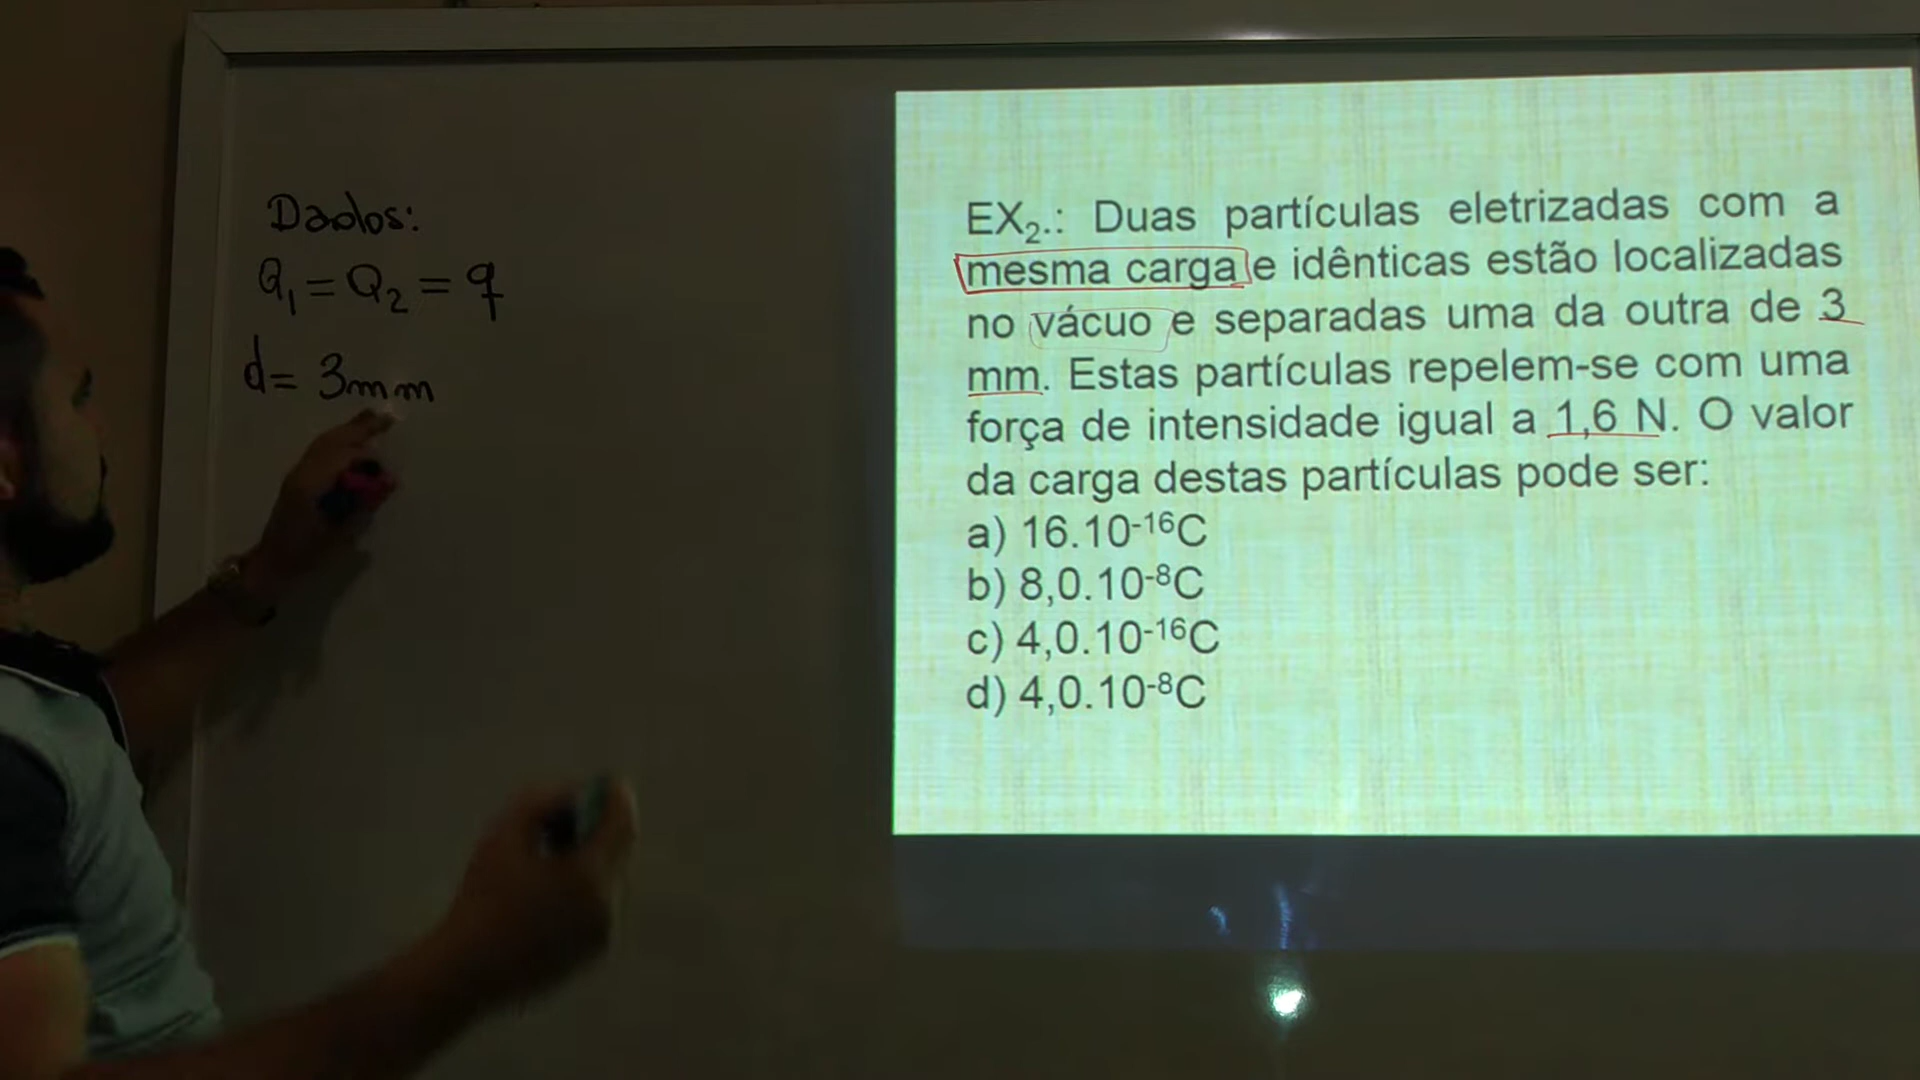 Dados:
Q₁ = Q₂ = q
d = 3mm
EX₂.: Duas partículas eletrizadas com a
mesma carga e idênticas estão localizadas
no vácuo e separadas uma da outra de 3
mm. Estas partículas repelem-se com uma
força de intensidade igual a 1,6 N. O valor
da carga destas partículas pode ser:
a) 16.10⁻¹⁶C
b) 8,0.10⁻⁸C
c) 4,0.10⁻¹⁶C
d) 4,0.10⁻⁸C